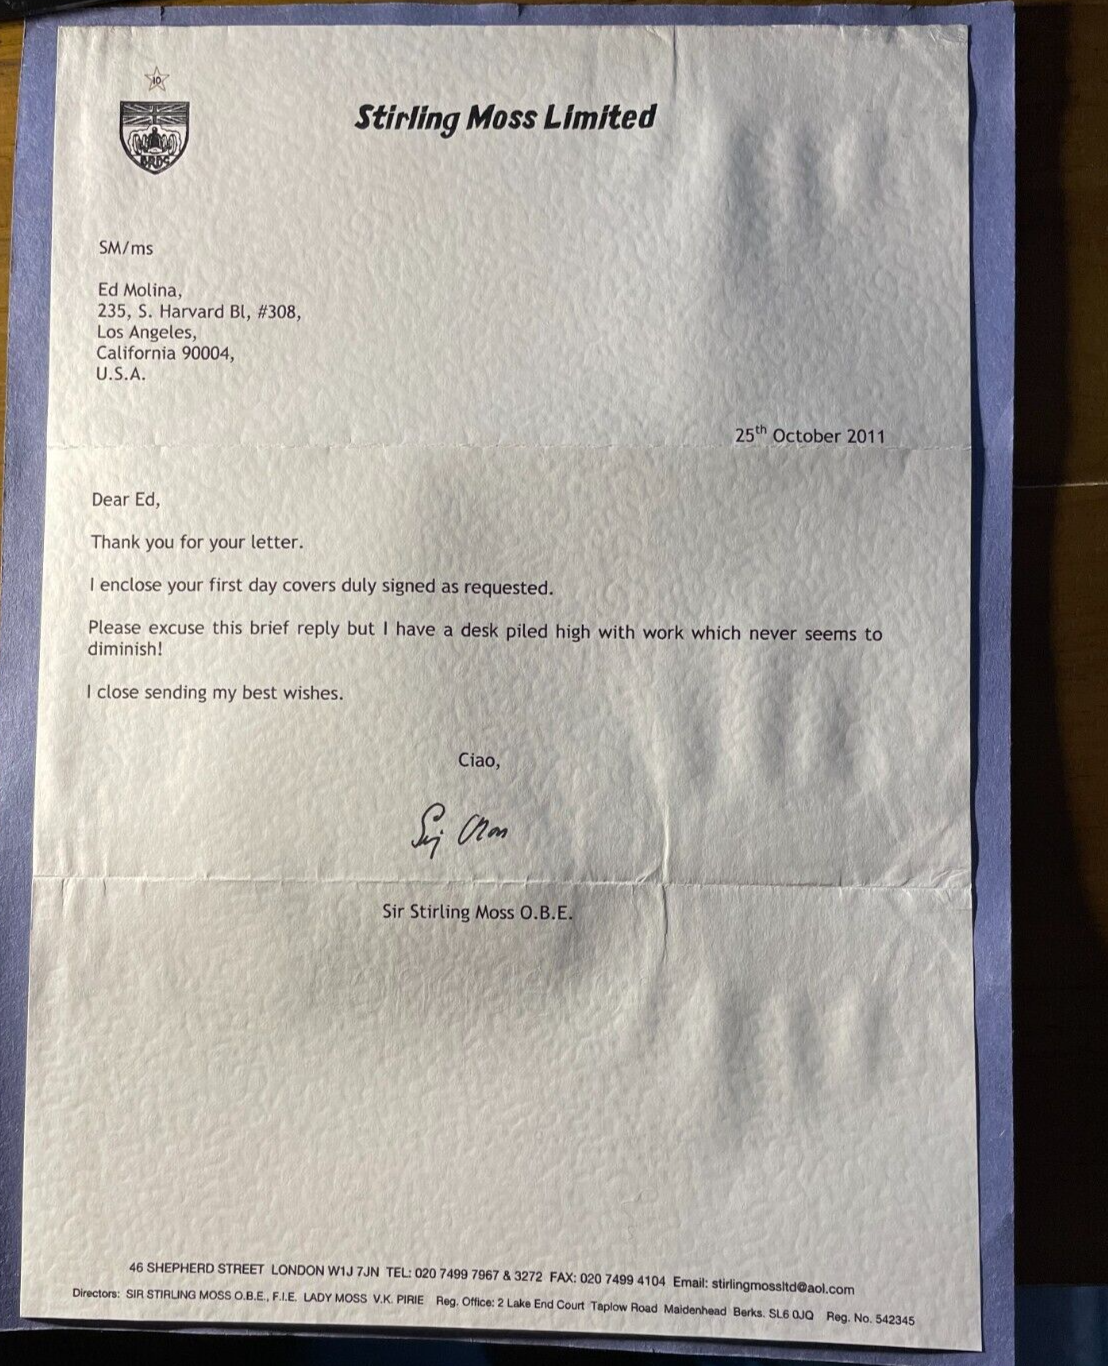 10
BRDC
Stirling Moss Limited
SM/ms
Ed Molina,
235, S. Harvard Bl, #308,
Los Angeles,
California 90004,
U.S.A.
25th October 2011
Dear Ed,
Thank you for your letter.
I enclose your first day covers duly signed as requested.
Please excuse this brief reply but I have a desk piled high with work which never seems to
diminish!
I close sending my best wishes.
Ciao,
Sir Stirling Moss O.B.E.
46 SHEPHERD STREET LONDON W1J 7JN TEL: 020 7499 7967 & 3272 FAX: 020 7499 4104 Email: stirlingmossltd@aol.com
Directors: SIR STIRLING MOSS O.B.E., F.I.E. LADY MOSS V.K. PIRIE Reg. Office: 2 Lake End Court Taplow Road Maidenhead Berks. SL6 0JQ Reg. No. 542345